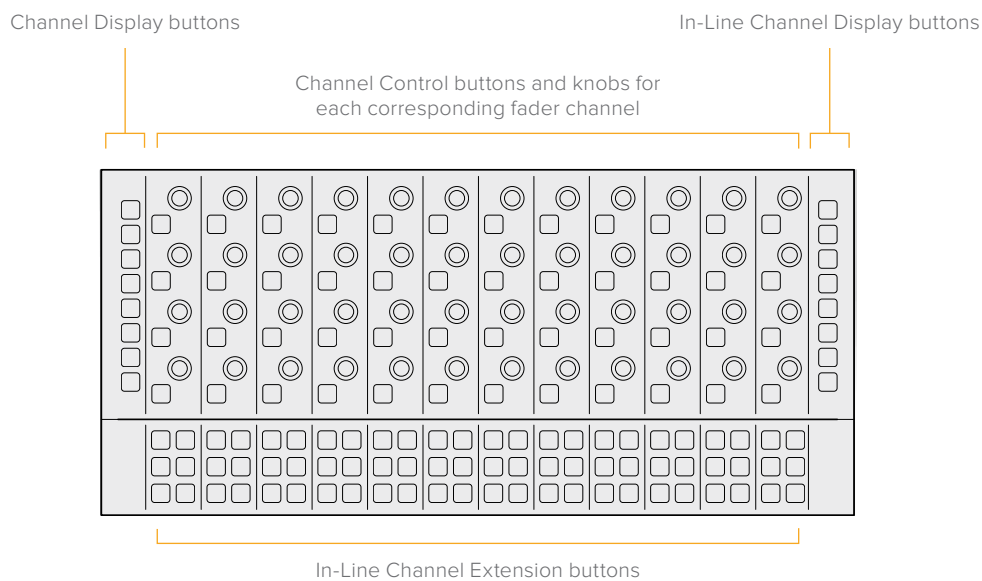 Channel Display buttons
In-Line Channel Display buttons
Channel Control buttons and knobs for
each corresponding fader channel
In-Line Channel Extension buttons